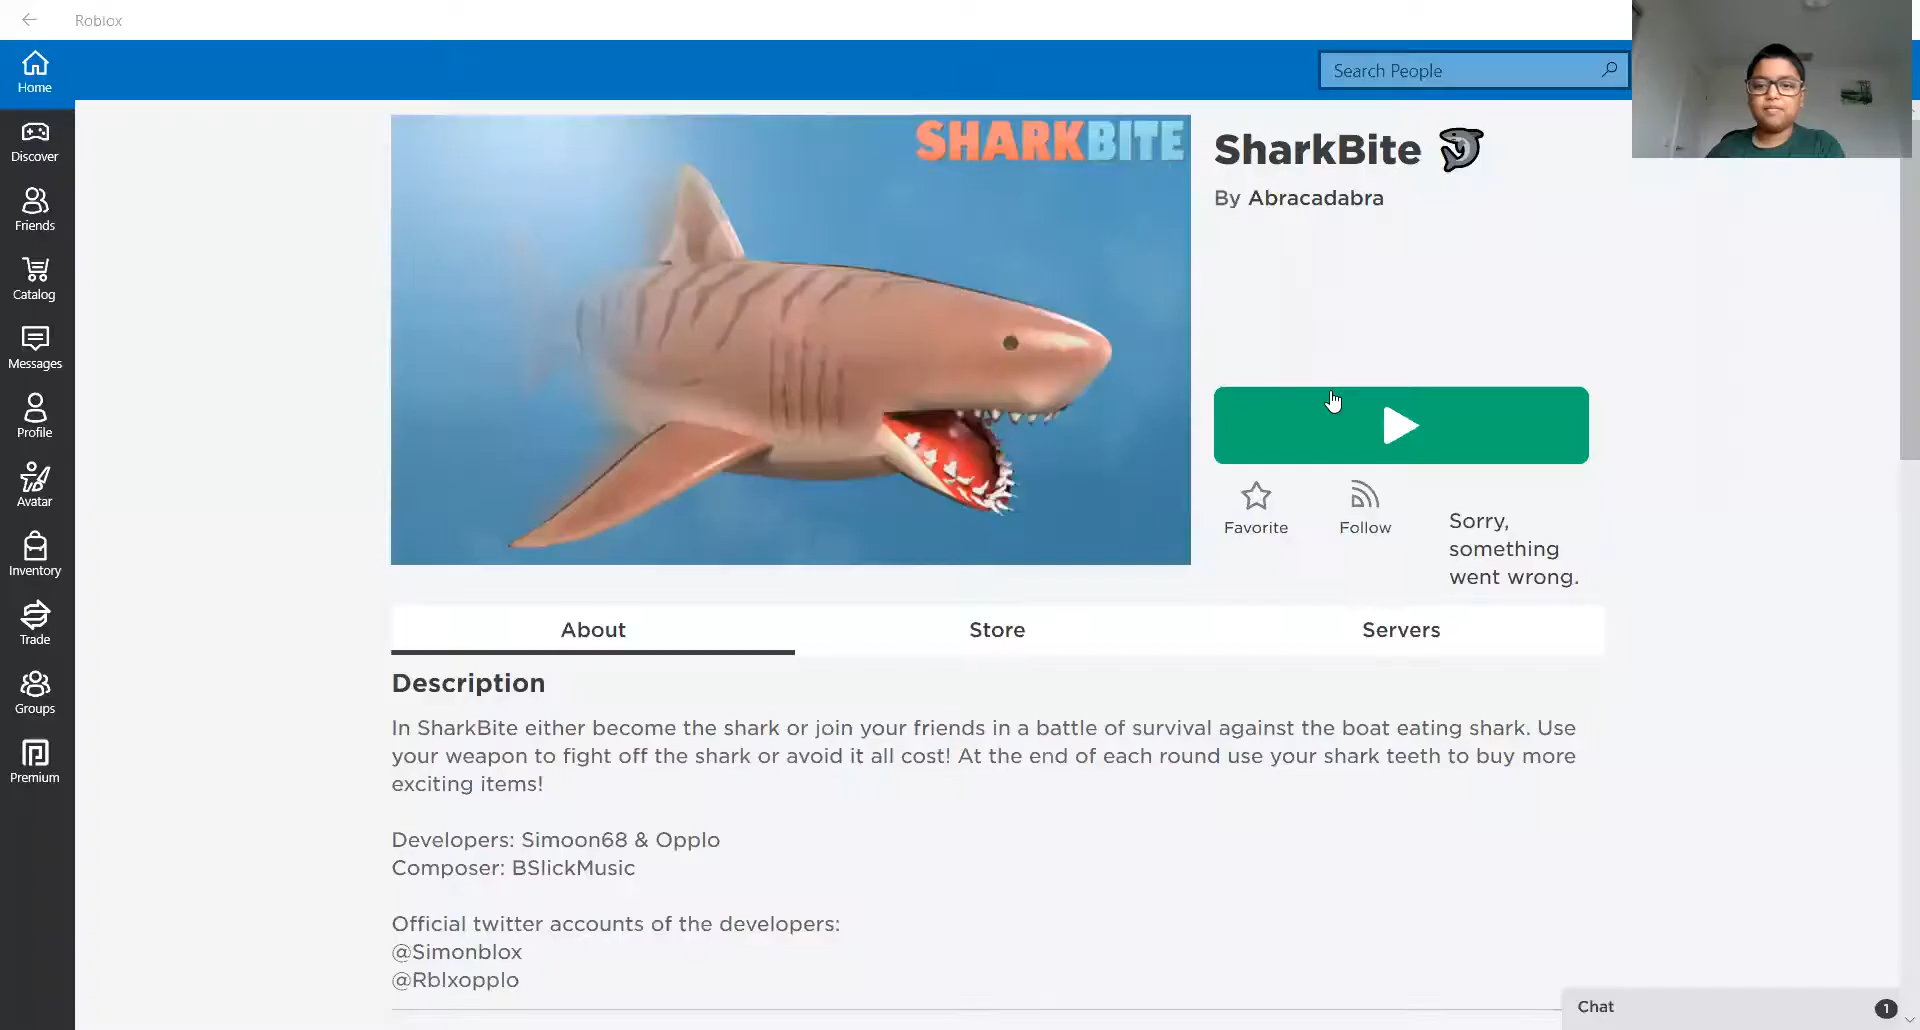 Roblox
Home
Search People
Discover
Friends
Catalog
Messages
Profile
Avatar
Inventory
Trade
Groups
Premium
SHARKBITE
SharkBite
By Abracadabra
Favorite
Follow
Sorry,
something
went wrong.
About
Store
Servers
Description
In SharkBite either become the shark or join your friends in a battle of survival against the boat eating shark. Use
your weapon to fight off the shark or avoid it all cost! At the end of each round use your shark teeth to buy more
exciting items!
Developers: Simoon68 & Opplo
Composer: BSlickMusic
Official twitter accounts of the developers:
@Simonblox
@Rblxopplo
Chat
1